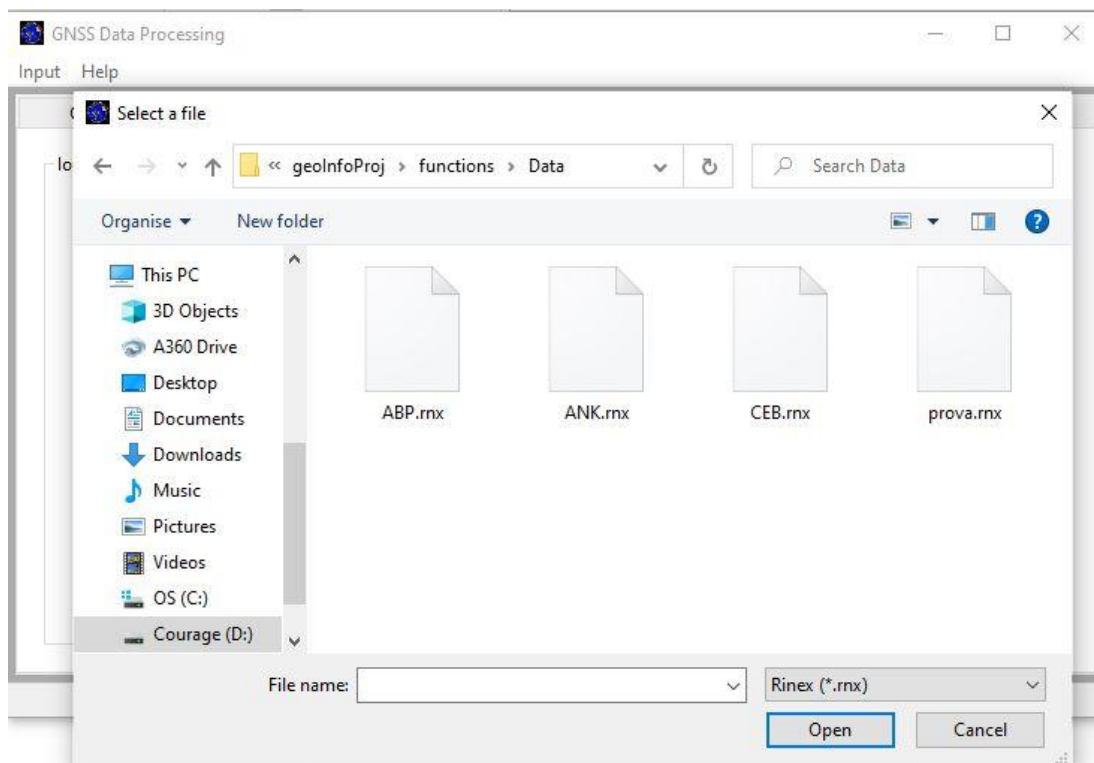 GNSS Data Processing
Input Help
Select a file
« geoInfoProj › functions › Data
Search Data
Organise
New folder
This PC
3D Objects
A360 Drive
Desktop
Documents
Downloads
Music
Pictures
Videos
OS (C:)
Courage (D:)
ABP.rnx ANK.rnx CEB.rnx prova.rnx
File name:
Rinex (*.rnx)
Open Cancel